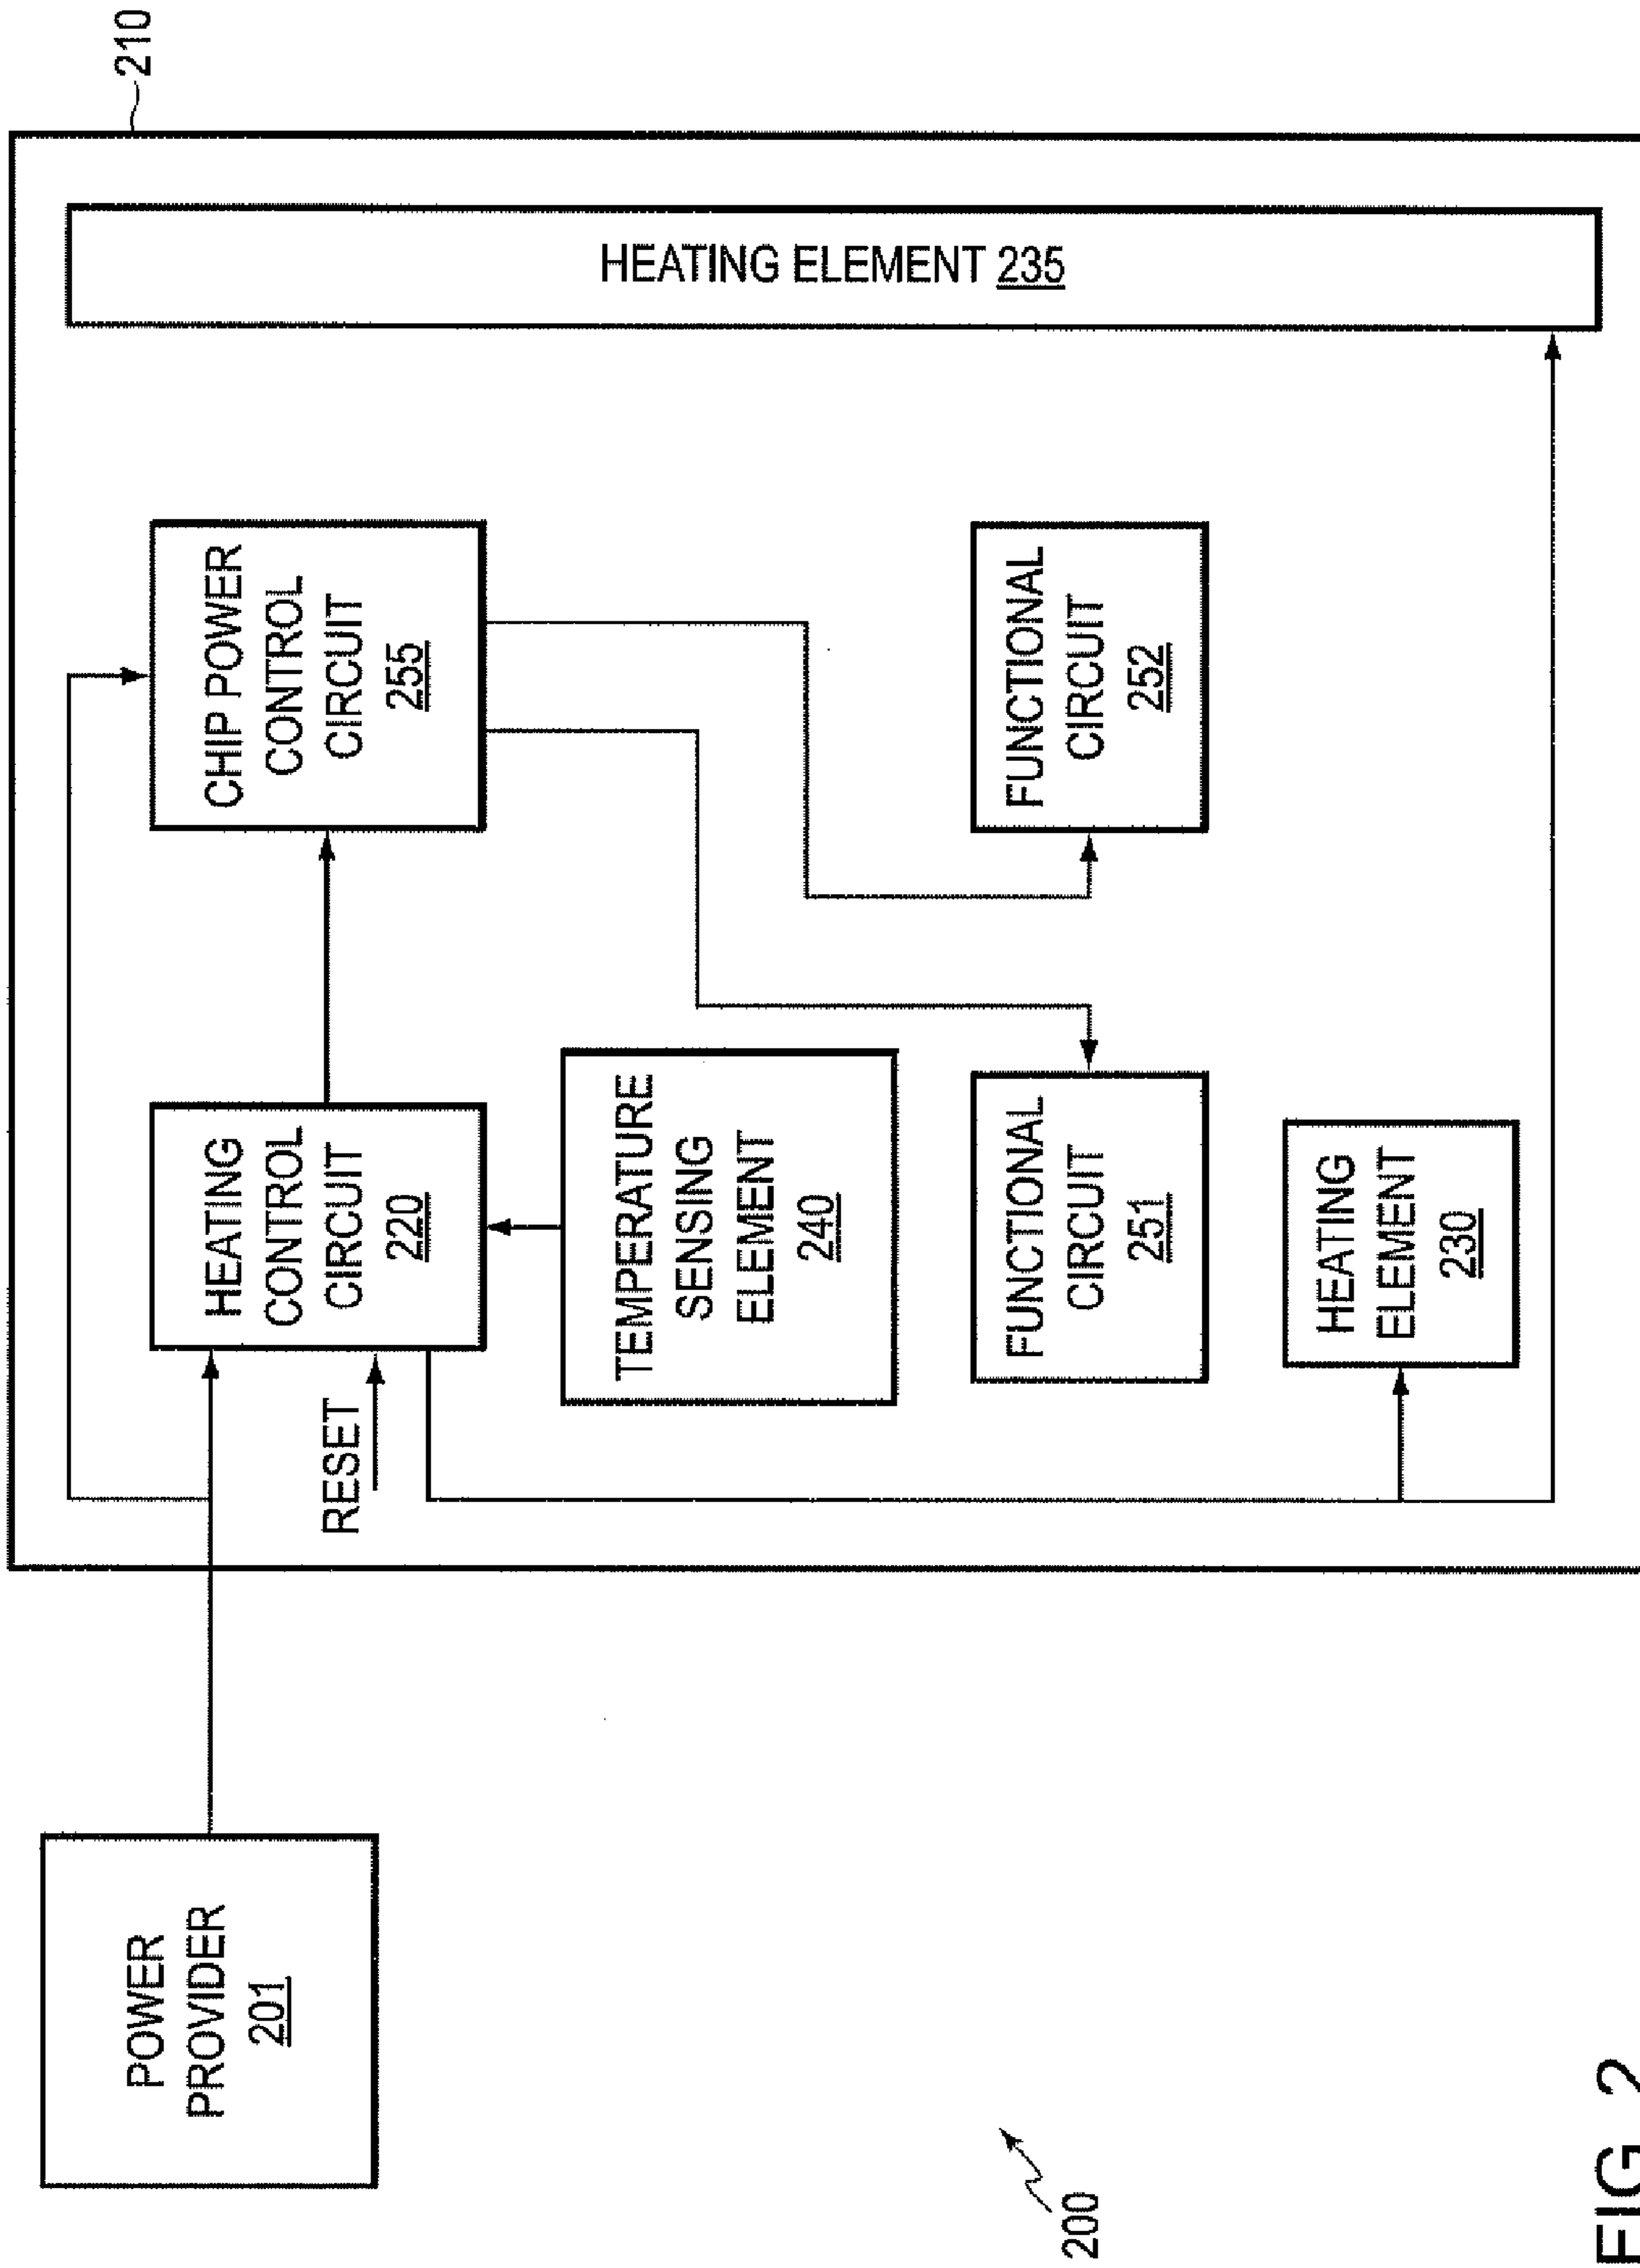 210
POWER
PROVIDER
201
HEATING
CONTROL
CIRCUIT
220
CHIP POWER
CONTROL
CIRCUIT
255
HEATING ELEMENT 235
RESET
TEMPERATURE
SENSING
ELEMENT
240
FUNCTIONAL
CIRCUIT
251
FUNCTIONAL
CIRCUIT
252
HEATING
ELEMENT
230
200
FIG. 2